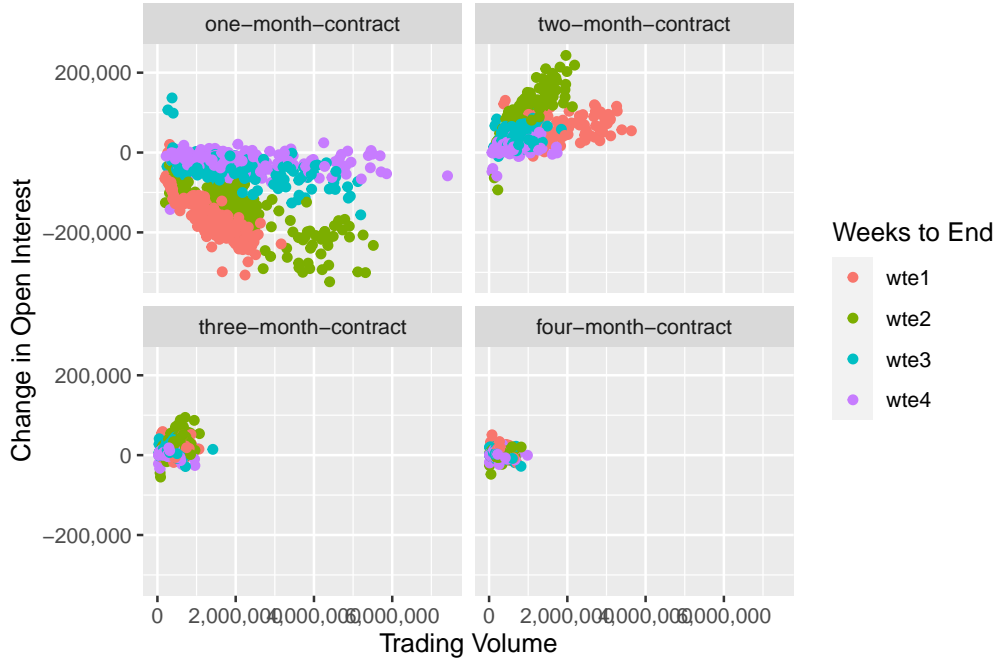 one−month−contract two−month−contract
200,000
0
−200,000
three−month−contract four−month−contract
200,000
0
−200,000
0 2,000,000 4,000,000 6,000,000 0 2,000,000 4,000,000 6,000,000
Trading Volume
Change in Open Interest
Weeks to End
wte1
wte2
wte3
wte4